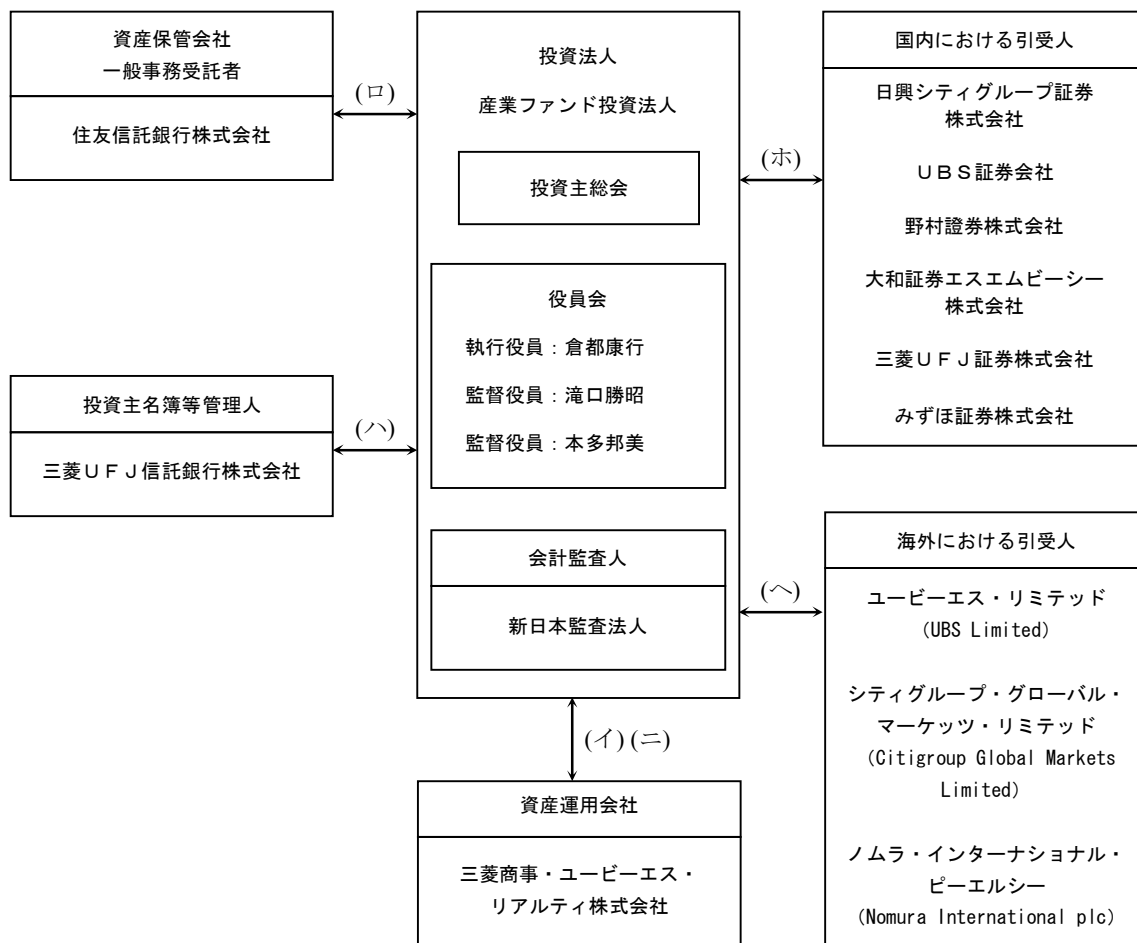 資産保管会社
一般事務受託者
住友信託銀行株式会社
(ロ)
投資主名簿等管理人
三菱UFJ信託銀行株式会社
(ハ)
投資法人
産業ファンド投資法人
投資主総会
役員会
執行役員：倉都康行
監督役員：滝口勝昭
監督役員：本多邦美
会計監査人
新日本監査法人
(イ)(ニ)
資産運用会社
三菱商事・ユービーエス・
リアルティ株式会社
(ホ)
国内における引受人
日興シティグループ証券
株式会社
UBS証券会社
野村證券株式会社
大和証券エスエムビーシー
株式会社
三菱UFJ証券株式会社
みずほ証券株式会社
(ヘ)
海外における引受人
ユービーエス・リミテッド
(UBS Limited)
シティグループ・グローバル・
マーケッツ・リミテッド
(Citigroup Global Markets
Limited)
ノムラ・インターナショナル・
ピーエルシー
(Nomura International plc)